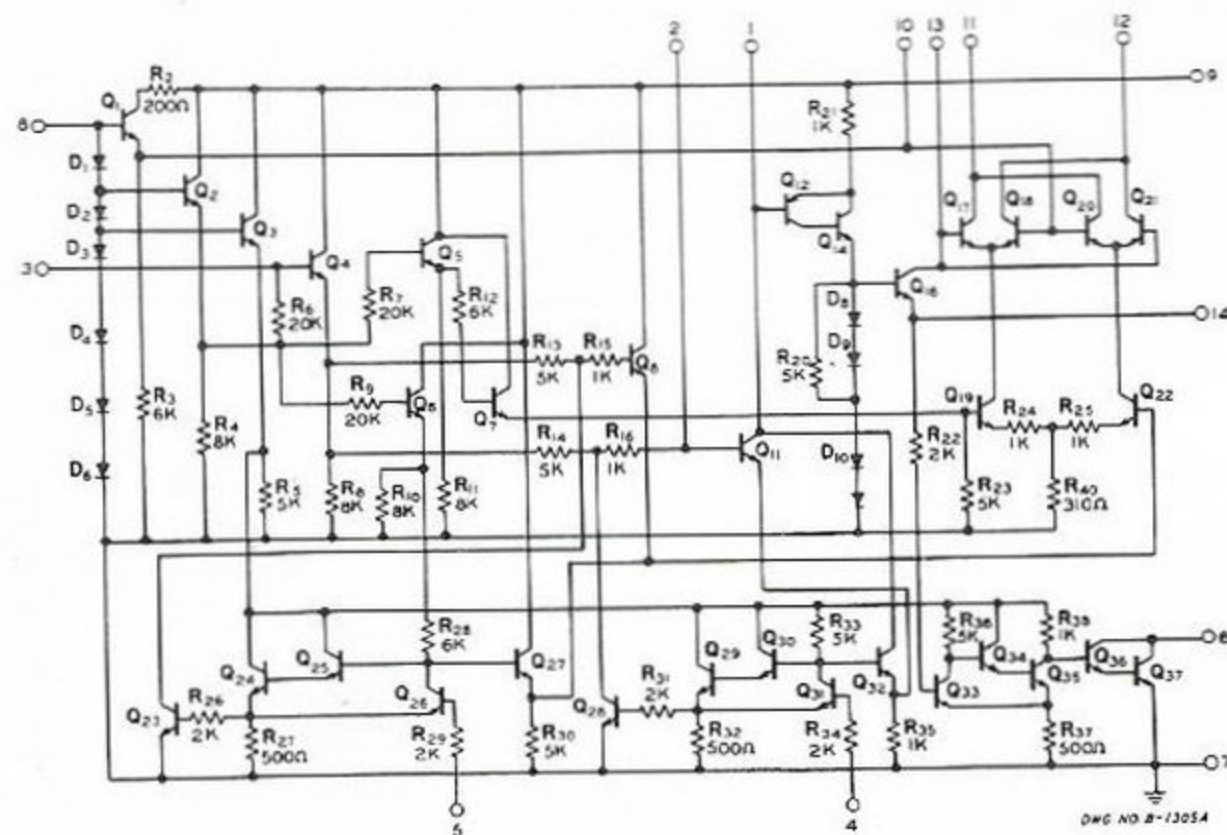 2 1 10 13 11 12
R2 200Ω 9
Q1 R21 1K
8
D1 Q2 Q12 Q17 Q18 Q20 Q21
D2 Q3 Q14
D3 Q4 Q5
3 Q16
R6 20K R7 20K R12 6K D8 14
D4 R13 5K R15 1K Q8 D9
R20 5K
D5 R3 6K R9 20K Q6 Q7 Q19 R24 1K R25 1K Q22
R4 8K R14 5K R16 1K Q11 D10 R22 2K
D6 R5 5K R8 8K R10 8K R11 8K R23 5K R40 310Ω
R28 6K R33 5K R36 5K R38 1K
Q24 Q25 Q27 Q29 Q30 Q34 Q36 6
R31 2K Q32 Q35 Q37
Q23 R26 2K Q26 Q28 Q31 Q33
R27 500Ω R29 2K R30 5K R32 500Ω R34 2K R35 1K R37 500Ω
7
5 4
DWG NO. B-1305A